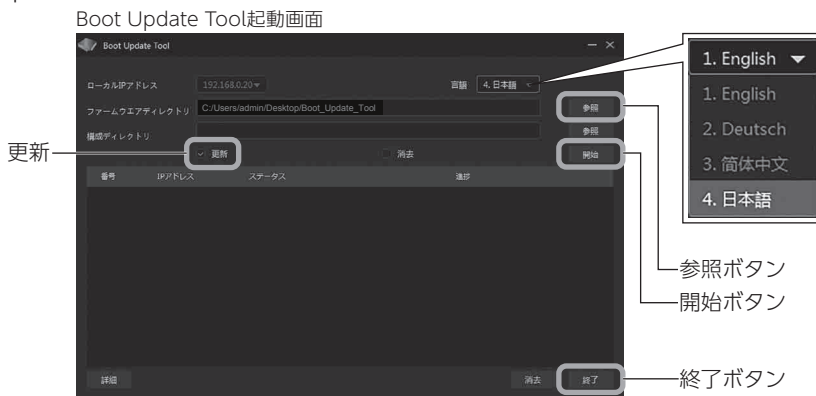 Boot Update Tool起動画面
Boot Update Tool
ローカルIPアドレス 192.168.0.20 言語 4. 日本語
ファームウエアディレクトリ C:/Users/admin/Desktop/Boot_Update_Tool 参照
構成ディレクトリ 参照
更新 更新 消去 開始
番号 IPアドレス ステータス 進捗
詳細 消去 終了
1. English
1. English
2. Deutsch
3. 简体中文
4. 日本語
参照ボタン
開始ボタン
終了ボタン